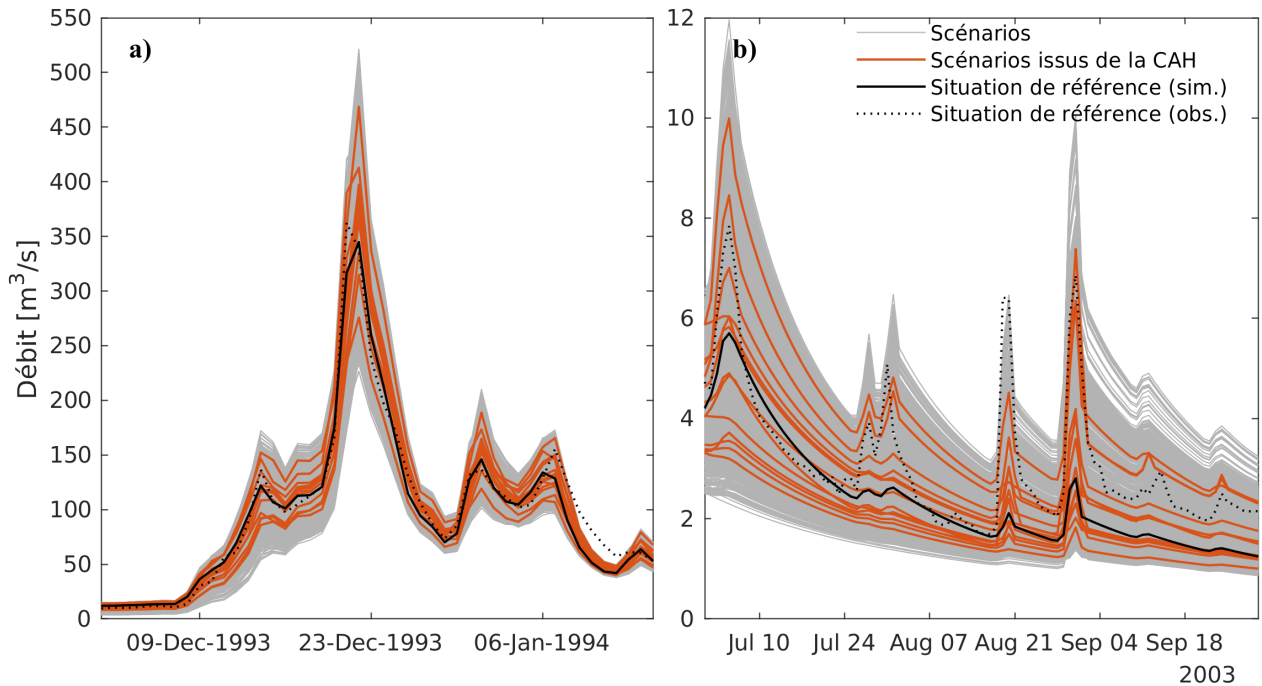 a)
Débit [m³/s]
550
500
450
400
350
300
250
200
150
100
50
0
09-Dec-1993 23-Dec-1993 06-Jan-1994
b)
Scénarios
Scénarios issus de la CAH
Situation de référence (sim.)
Situation de référence (obs.)
12
10
8
6
4
2
0
Jul 10 Jul 24 Aug 07 Aug 21 Sep 04 Sep 18
2003